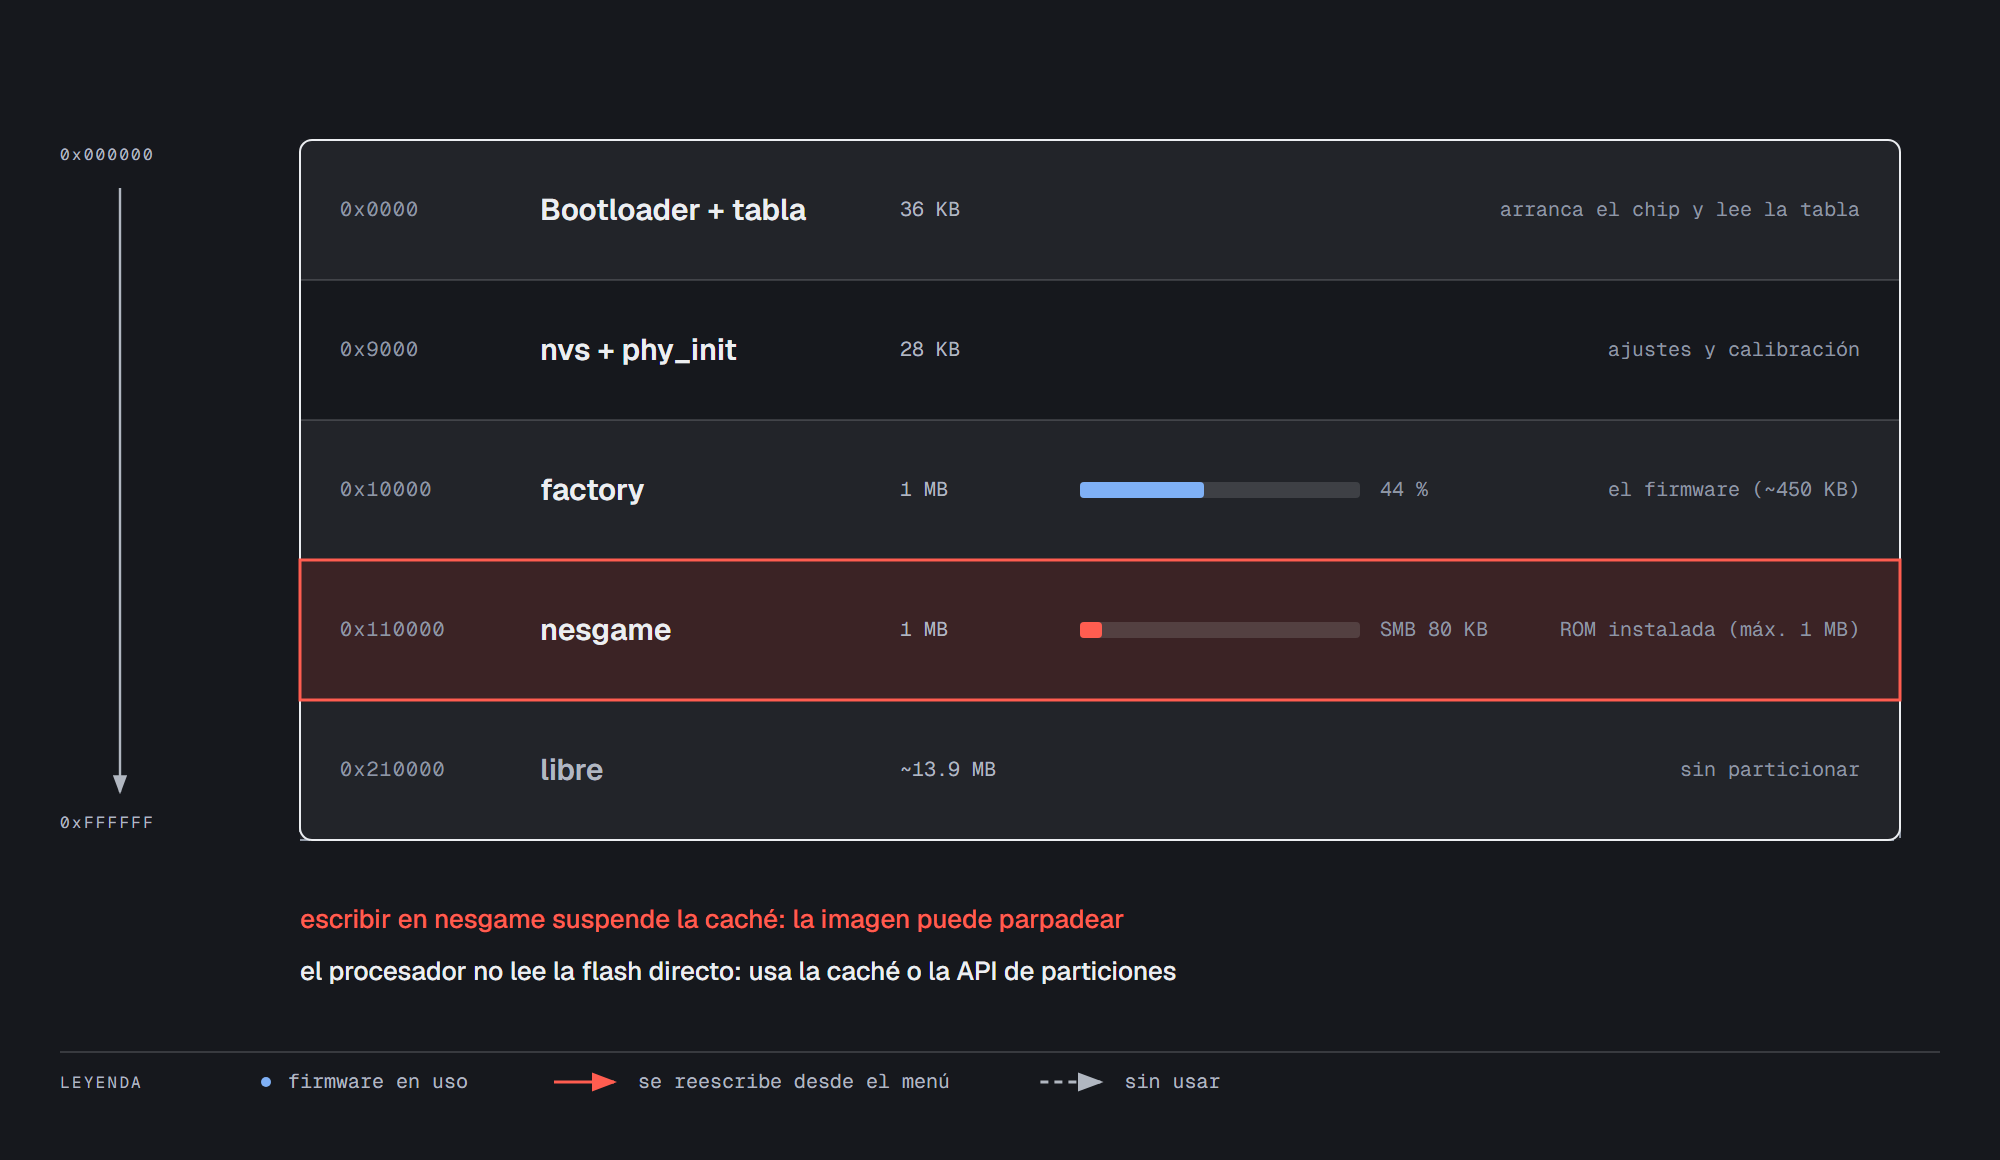 0x000000
0x0000 Bootloader + tabla 36 KB arranca el chip y lee la tabla
0x9000 nvs + phy_init 28 KB ajustes y calibración
0x10000 factory 1 MB 44 % el firmware (~450 KB)
0x110000 nesgame 1 MB SMB 80 KB ROM instalada (máx. 1 MB)
0x210000 libre ~13.9 MB sin particionar
0xFFFFFF
escribir en nesgame suspende la caché: la imagen puede parpadear
el procesador no lee la flash directo: usa la caché o la API de particiones
LEYENDA firmware en uso se reescribe desde el menú sin usar